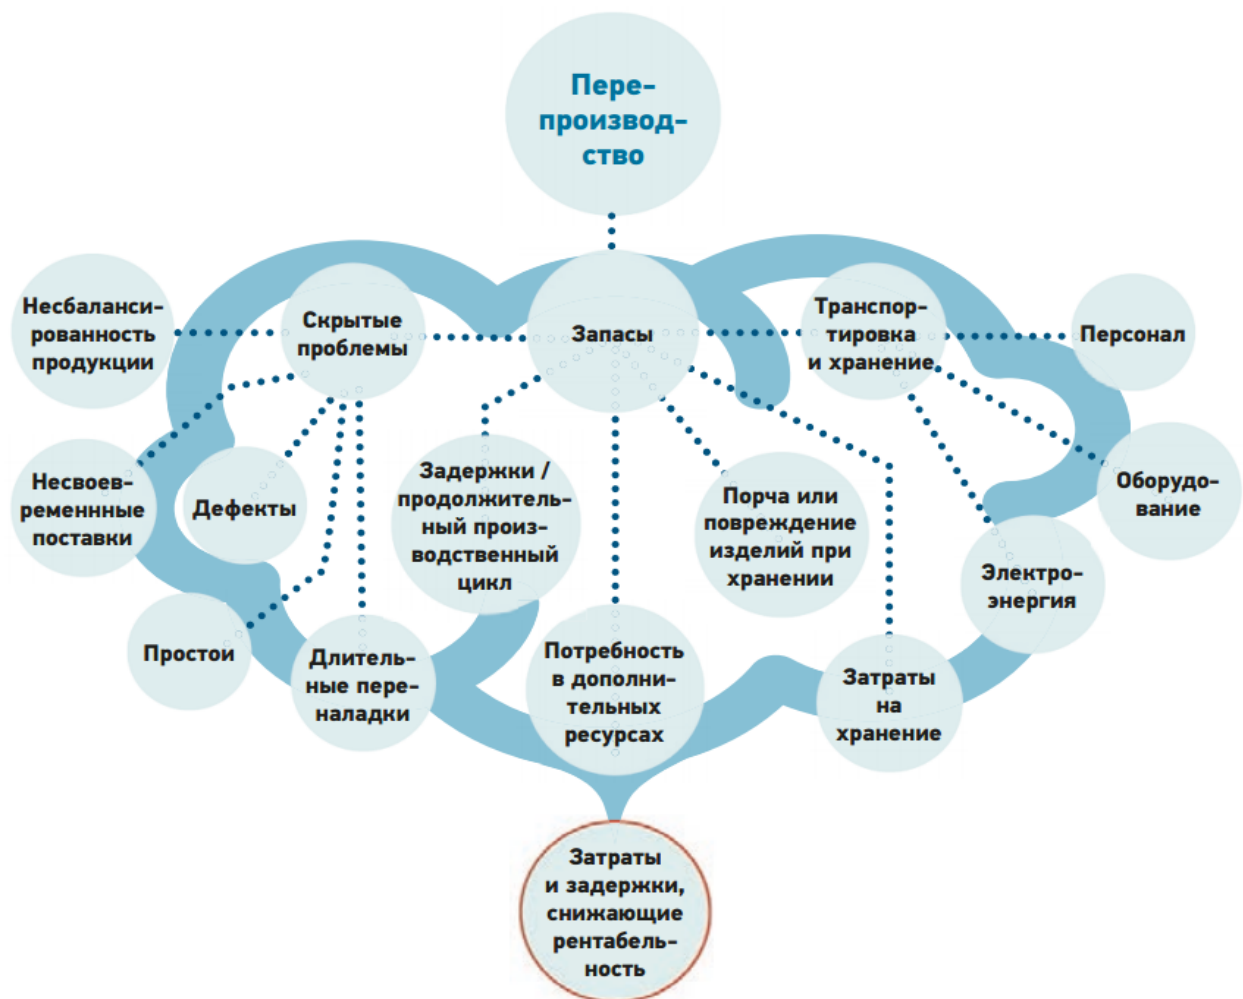 Пере-
производ-
ство
Несбаланси-
рованность
продукции
Скрытые
проблемы
Запасы
Транспор-
тировка
и хранение
Персонал
Несвоев-
ременнные
поставки
Дефекты
Задержки /
продолжитель-
ный произ-
водственный
цикл
Порча или
повреждение
изделий при
хранении
Оборудо-
вание
Электро-
энергия
Простои
Длитель-
ные пере-
наладки
Потребность
в дополни-
тельных
ресурсах
Затраты
на
хранение
Затраты
и задержки,
снижающие
рентабель-
ность